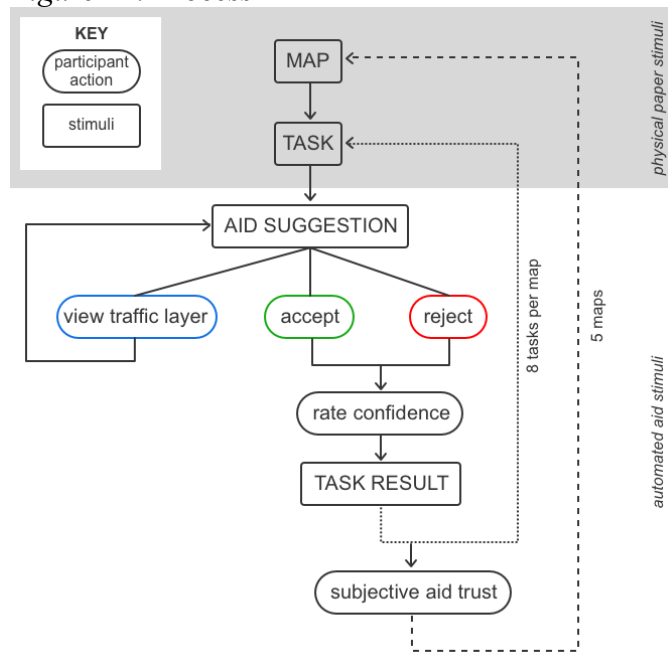 KEY
participant
action
stimuli
MAP
TASK
AID SUGGESTION
view traffic layer
accept
reject
rate confidence
TASK RESULT
subjective aid trust
8 tasks per map
5 maps
physical paper stimuli
automated aid stimuli